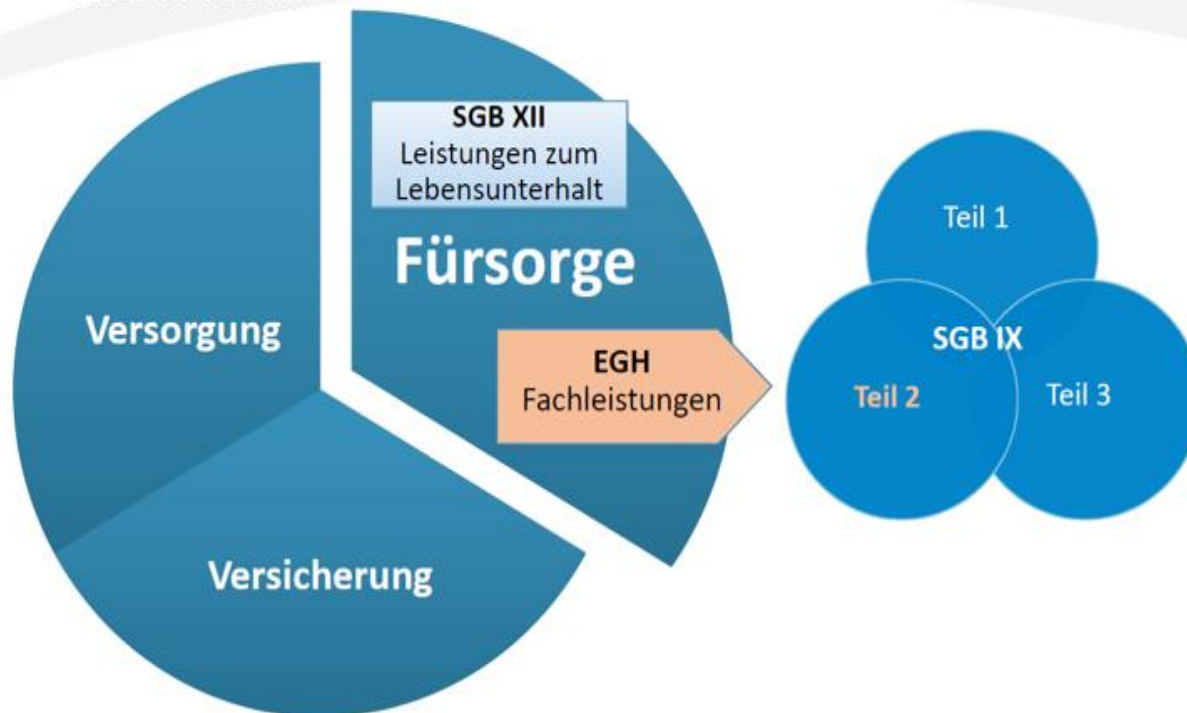 SGB XII
Leistungen zum
Lebensunterhalt
Fürsorge
Versorgung
EGH
Fachleistungen
Versicherung
Teil 1
SGB IX
Teil 2
Teil 3